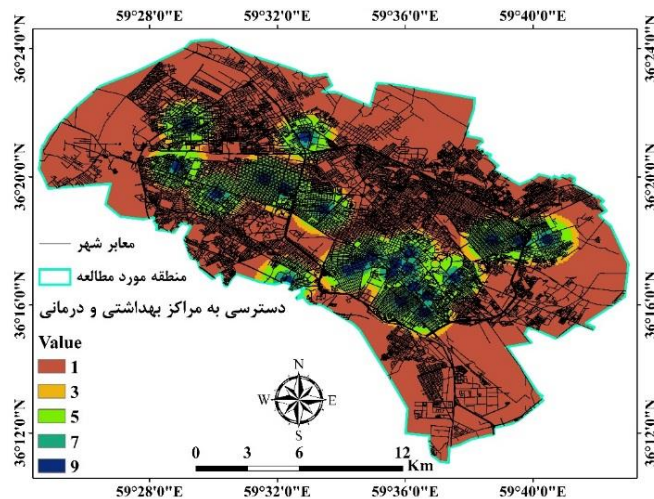 59°28'0"E 59°32'0"E 59°36'0"E 59°40'0"E
36°24'0"N
36°24'0"N
36°20'0"N
36°20'0"N
36°16'0"N
36°16'0"N
36°12'0"N
36°12'0"N
معابر شهر
منطقه مورد مطالعه
دسترسی به مراکز بهداشتی و درمانی
Value
1
3
5
7
9
N
W E
S
0 3 6 12
Km
59°28'0"E 59°32'0"E 59°36'0"E 59°40'0"E